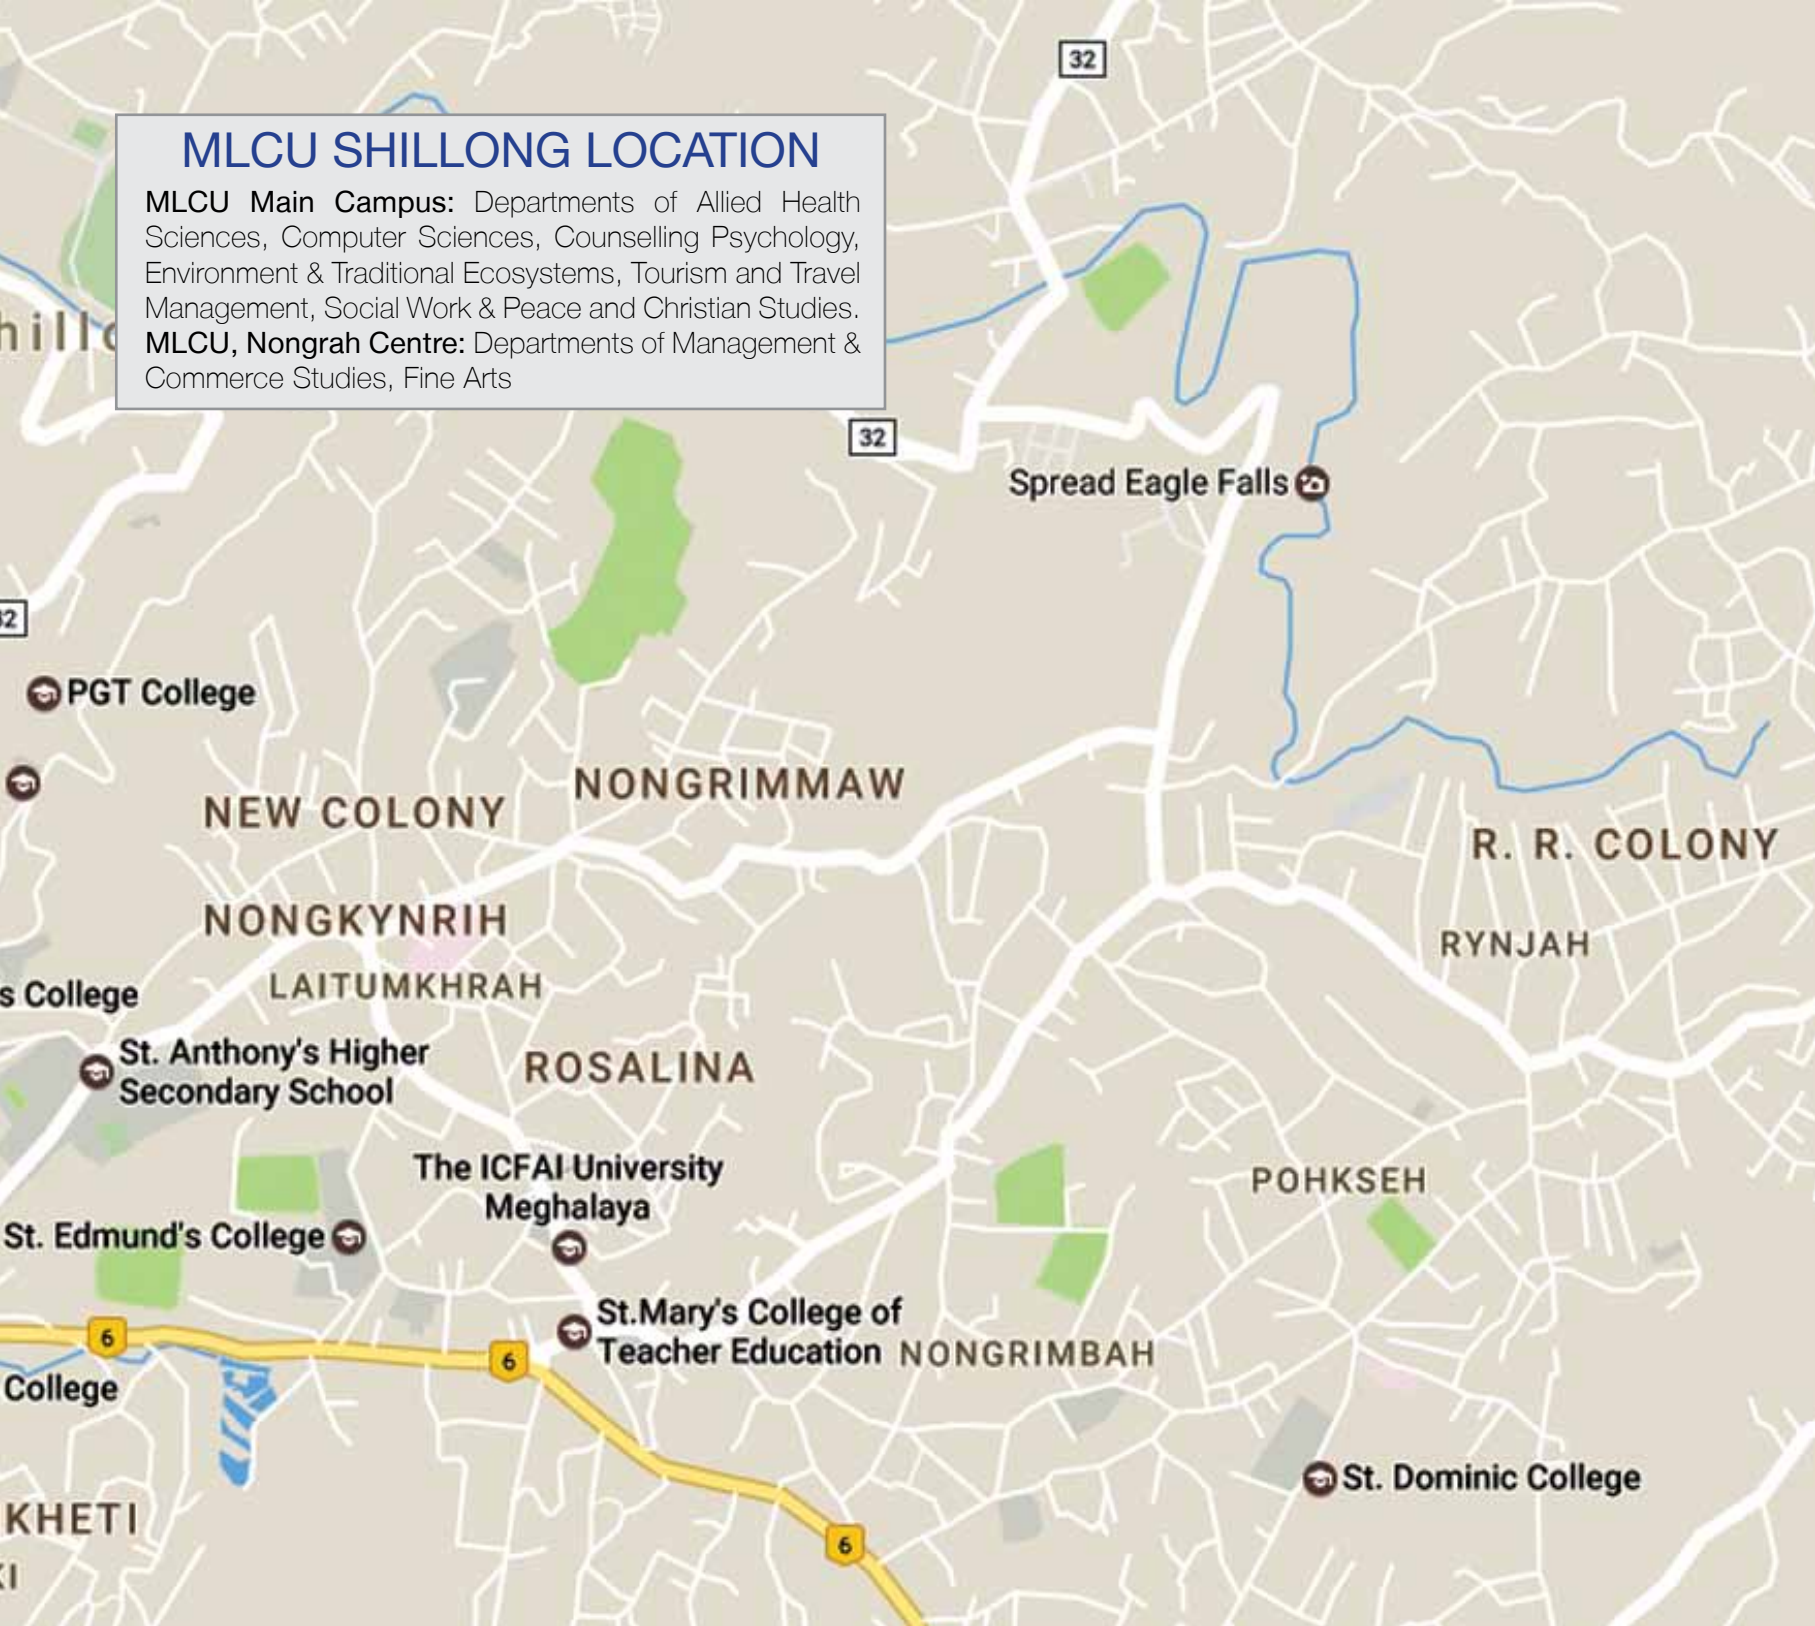 32
MLCU SHILLONG LOCATION
MLCU Main Campus: Departments of Allied Health
Sciences, Computer Sciences, Counselling Psychology,
Environment & Traditional Ecosystems, Tourism and Travel
Management, Social Work & Peace and Christian Studies.
MLCU, Nongrah Centre: Departments of Management &
Commerce Studies, Fine Arts
32
Spread Eagle Falls
PGT College
NONGRIMMAW
NEW COLONY
R. R. COLONY
NONGKYNRIH
RYNJAH
LAITUMKHRAH
s College
St. Anthony's Higher
Secondary School
ROSALINA
The ICFAI University
Meghalaya
POHKSEH
St. Edmund's College
St.Mary's College of
Teacher Education
NONGRIMBAH
6
6
College
St. Dominic College
KHETI
6